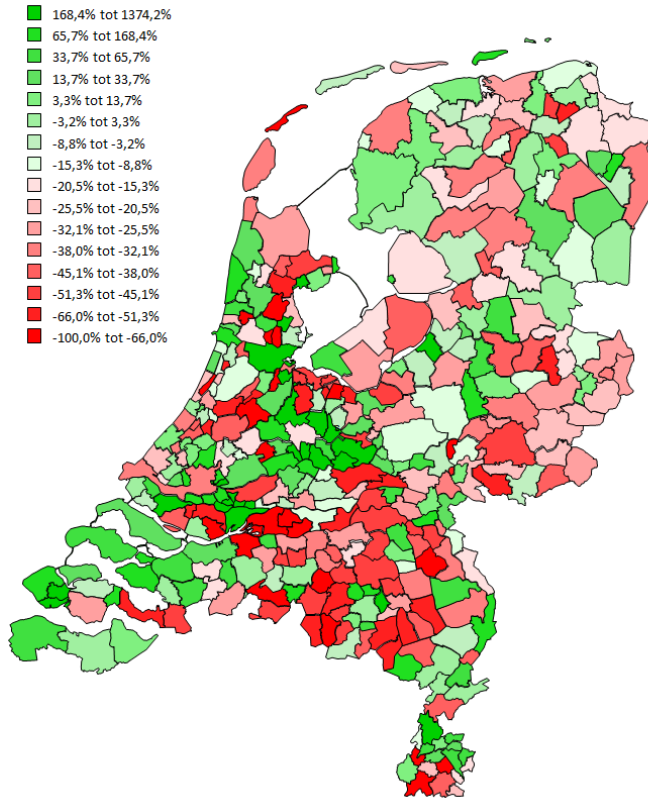 168,4% tot 1374,2%
65,7% tot 168,4%
33,7% tot 65,7%
13,7% tot 33,7%
3,3% tot 13,7%
-3,2% tot 3,3%
-8,8% tot -3,2%
-15,3% tot -8,8%
-20,5% tot -15,3%
-25,5% tot -20,5%
-32,1% tot -25,5%
-38,0% tot -32,1%
-45,1% tot -38,0%
-51,3% tot -45,1%
-66,0% tot -51,3%
-100,0% tot -66,0%